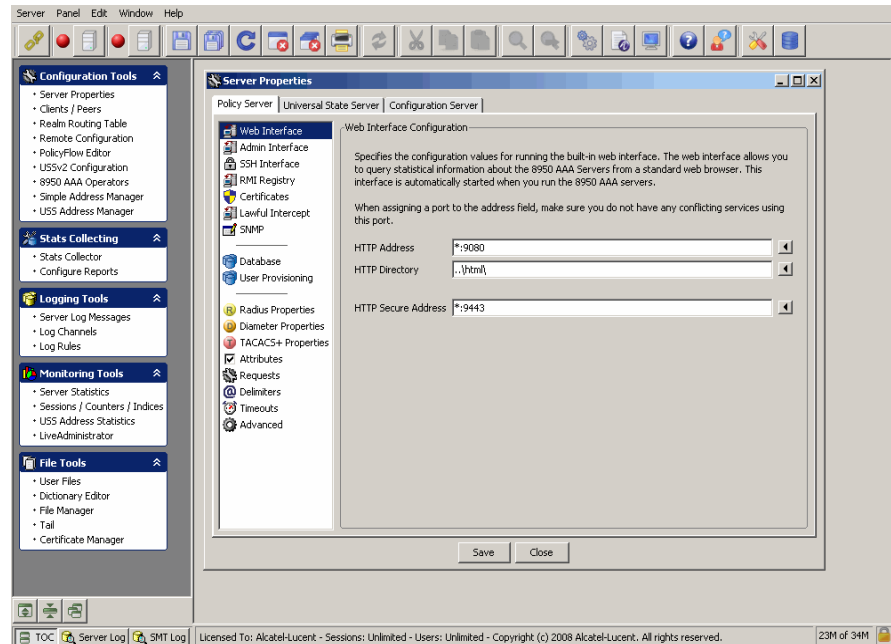 Server Panel Edit Window Help
Configuration Tools
Server Properties
Clients / Peers
Realm Routing Table
Remote Configuration
PolicyFlow Editor
USSv2 Configuration
8950 AAA Operators
Simple Address Manager
USS Address Manager
Stats Collecting
Stats Collector
Configure Reports
Logging Tools
Server Log Messages
Log Channels
Log Rules
Monitoring Tools
Server Statistics
Sessions / Counters / Indices
USS Address Statistics
LiveAdministrator
File Tools
User Files
Dictionary Editor
File Manager
Tail
Certificate Manager
Server Properties
Policy Server Universal State Server Configuration Server
Web Interface
Admin Interface
SSH Interface
RMI Registry
Certificates
Lawful Intercept
SNMP
Database
User Provisioning
R Radius Properties
D Diameter Properties
T TACACS+ Properties
Attributes
Requests
@ Delimiters
Timeouts
Advanced
Web Interface Configuration
Specifies the configuration values for running the built-in web interface. The web interface allows you
to query statistical information about the 8950 AAA Servers from a standard web browser. This
interface is automatically started when you run the 8950 AAA servers.
When assigning a port to the address field, make sure you do not have any conflicting services using
this port.
HTTP Address *:9080
HTTP Directory ..\html\
HTTP Secure Address *:9443
Save Close
TOC Server Log SMT Log Licensed To: Alcatel-Lucent - Sessions: Unlimited - Users: Unlimited - Copyright (c) 2008 Alcatel-Lucent. All rights reserved. 23M of 34M